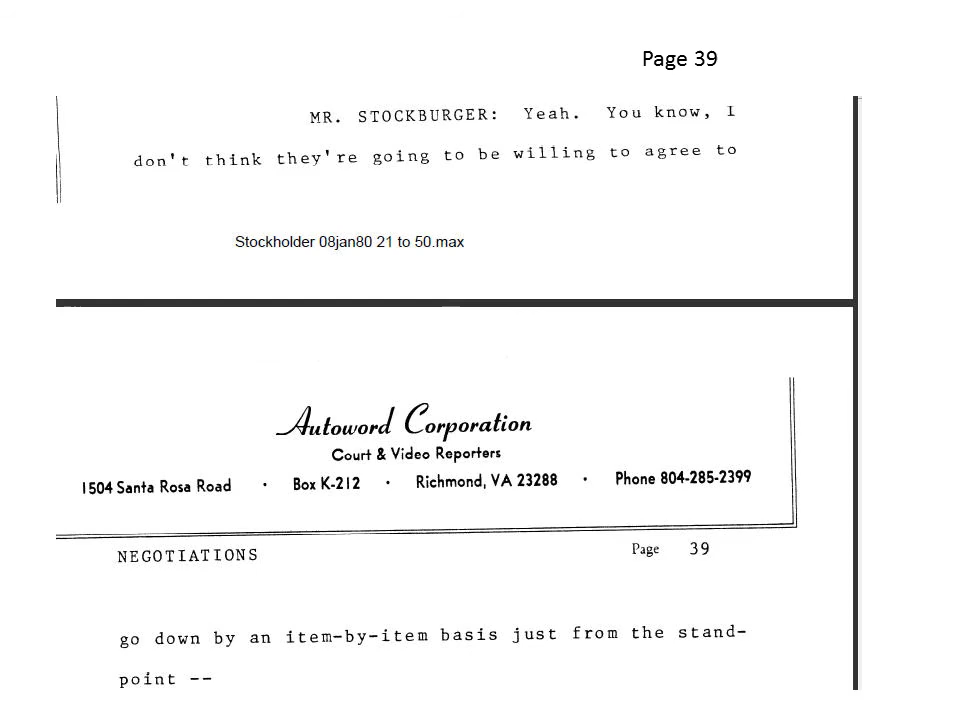 Page 39
MR. STOCKBURGER: Yeah. You know, I
don't think they're going to be willing to agree to
Stockholder 08jan80 21 to 50.max
Autoword Corporation
Court & Video Reporters
1504 Santa Rosa Road · Box K-212 · Richmond, VA 23288 · Phone 804-285-2399
NEGOTIATIONS Page 39
go down by an item-by-item basis just from the stand-
point --